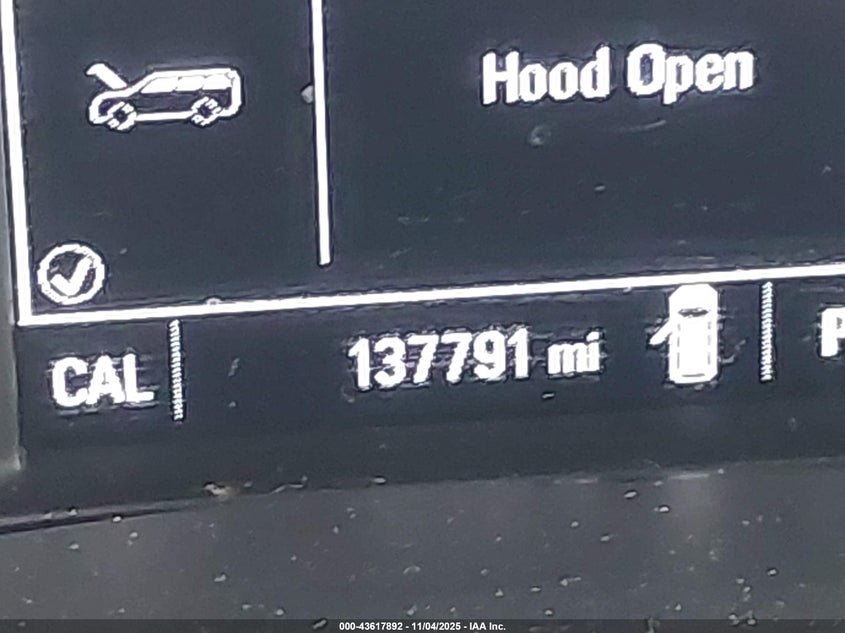 Hood Open
CAL
137791 mi
P
000-43617892 - 11/04/2025 - IAA Inc.